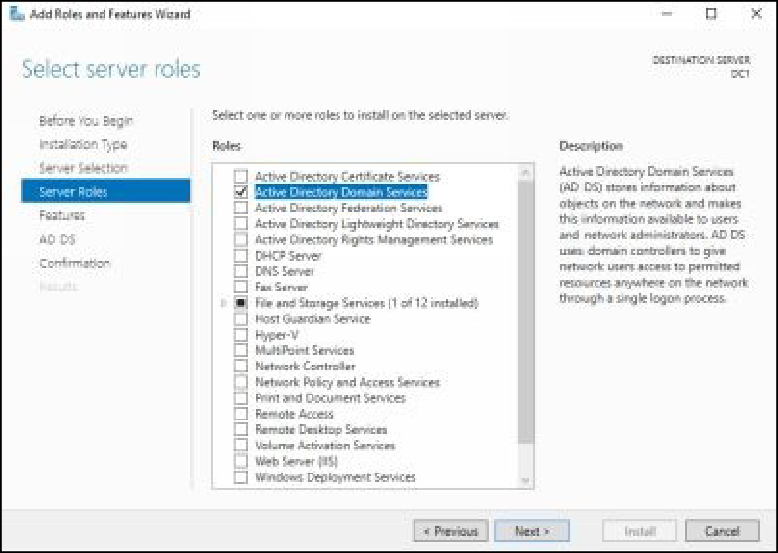 Add Roles and Features Wizard
Select server roles
DESTINATION SERVER
DC1
Before You Begin
Installation Type
Server Selection
Server Roles
Features
AD DS
Confirmation
Results
Select one or more roles to install on the selected server.
Roles
Active Directory Certificate Services
Active Directory Domain Services
Active Directory Federation Services
Active Directory Lightweight Directory Services
Active Directory Rights Management Services
DHCP Server
DNS Server
Fax Server
File and Storage Services (1 of 12 installed)
Host Guardian Service
Hyper-V
MultiPoint Services
Network Controller
Network Policy and Access Services
Print and Document Services
Remote Access
Remote Desktop Services
Volume Activation Services
Web Server (IIS)
Windows Deployment Services
Description
Active Directory Domain Services
(AD DS) stores information about
objects on the network and makes
this information available to users
and network administrators. AD DS
uses domain controllers to give
network users access to permitted
resources anywhere on the network
through a single logon process.
< Previous
Next >
Install
Cancel